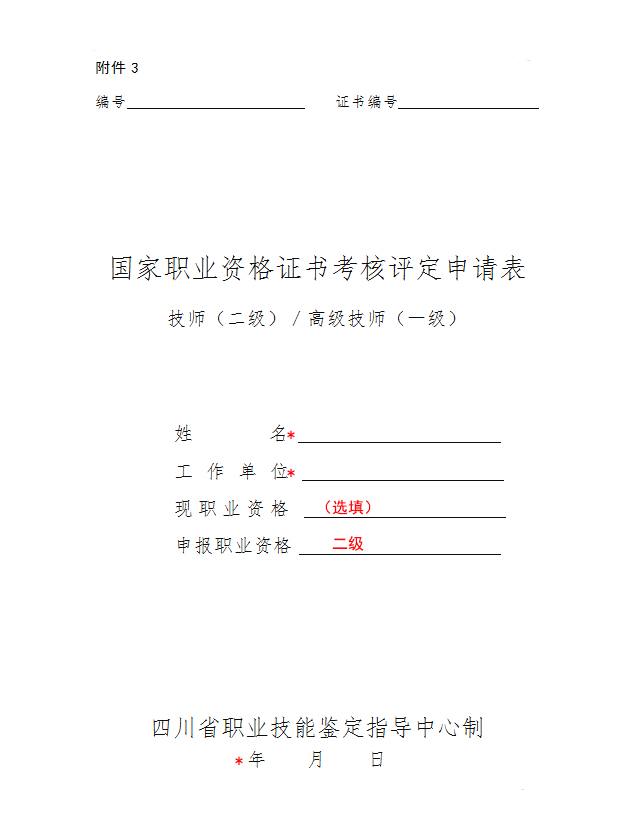 附件 3
编号 证书编号
国家职业资格证书考核评定申请表
技师（二级）/高级技师（一级）
姓 名*
工 作 单 位*
现 职 业 资 格 （选填）
申报职业资格 二级
四川省职业技能鉴定指导中心制
*年 月 日